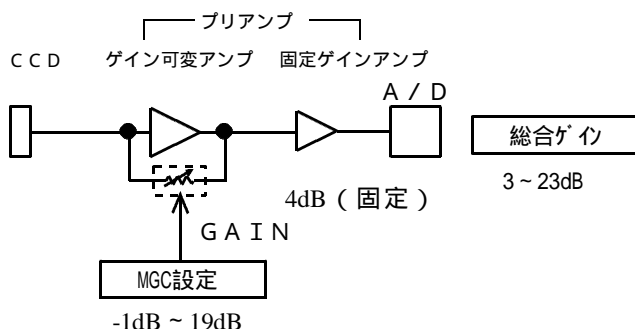 プリアンプ
ＣＣＤ
ゲイン可変アンプ
固定ゲインアンプ
Ａ／Ｄ
総合ｹﾞｲﾝ
3～23dB
4dB（固定）
ＧＡＩＮ
MGC設定
-1dB～19dB